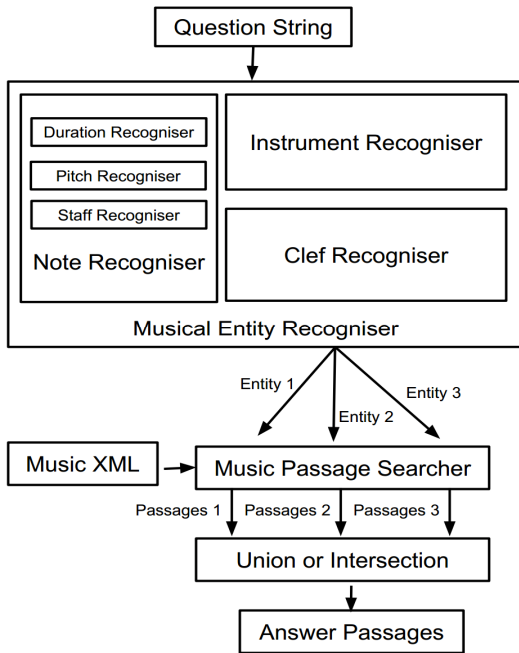 Question String
Duration Recogniser
Pitch Recogniser
Staff Recogniser
Note Recogniser
Instrument Recogniser
Clef Recogniser
Musical Entity Recogniser
Entity 1
Entity 2
Entity 3
Music XML
Music Passage Searcher
Passages 1
Passages 2
Passages 3
Union or Intersection
Answer Passages